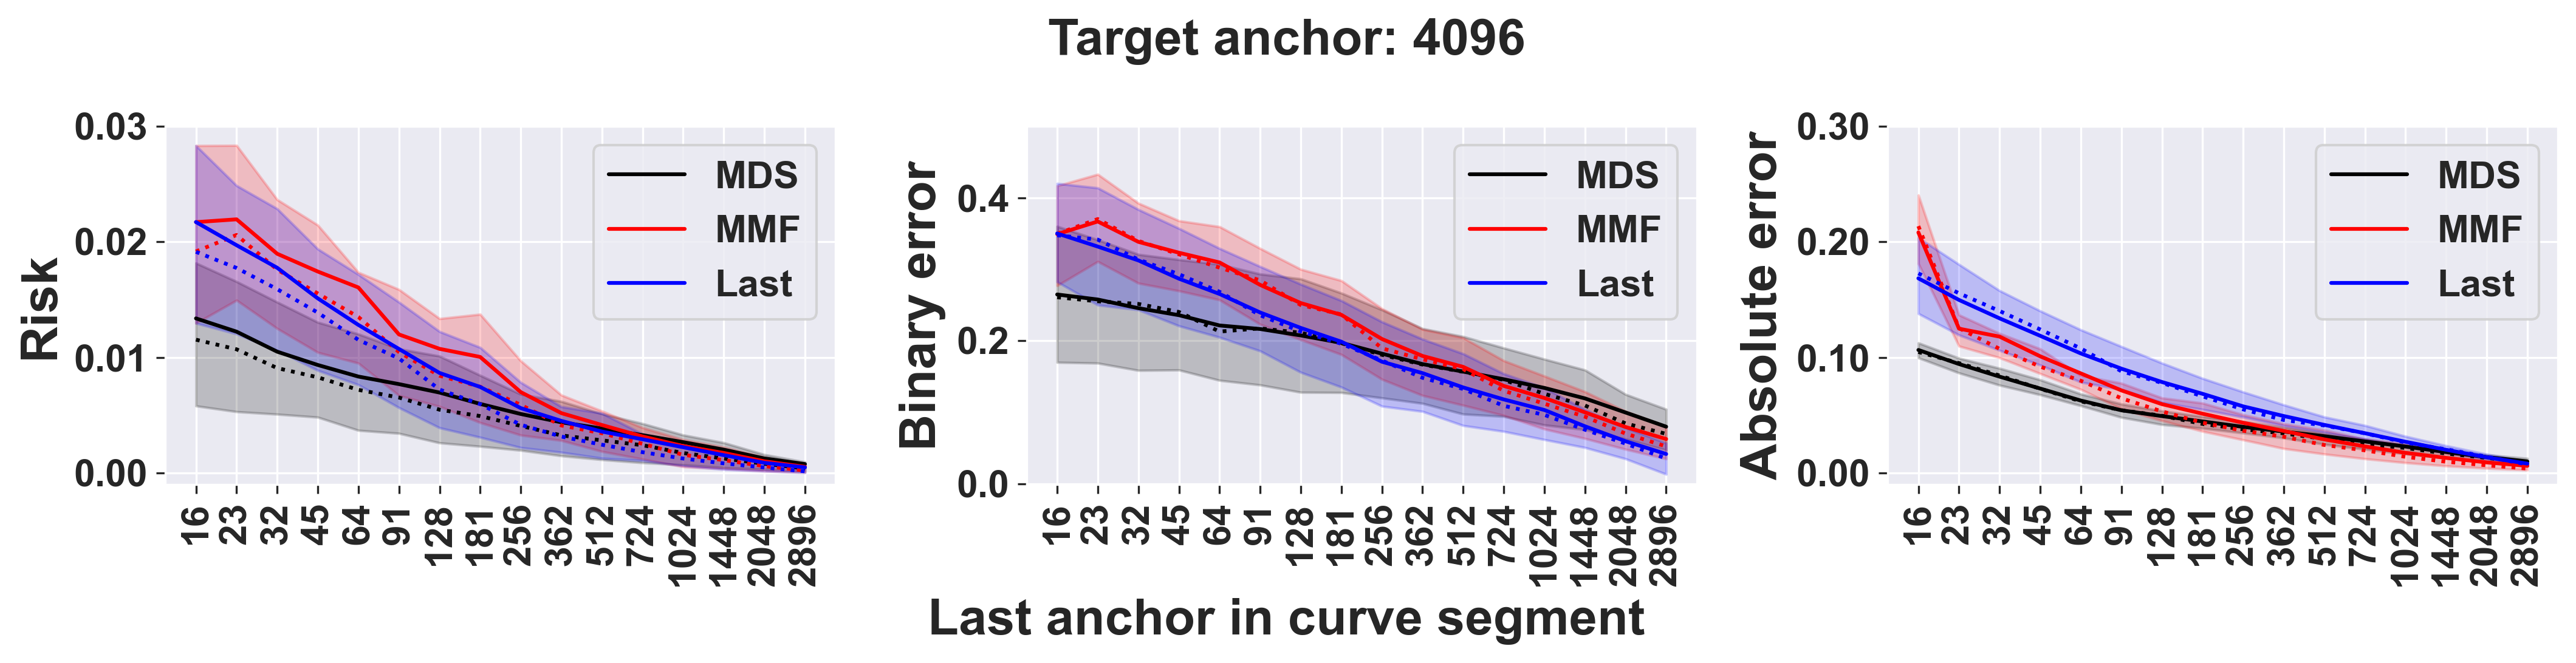 Target anchor: 4096
Risk
0.03
0.02
0.01
0.00
MDS
MMF
Last
16 23 32 45 64 91 128 181 256 362 512 724 1024 1448 2048 2896
Binary error
0.4
0.2
0.0
MDS
MMF
Last
16 23 32 45 64 91 128 181 256 362 512 724 1024 1448 2048 2896
Absolute error
0.30
0.20
0.10
0.00
MDS
MMF
Last
16 23 32 45 64 91 128 181 256 362 512 724 1024 1448 2048 2896
Last anchor in curve segment